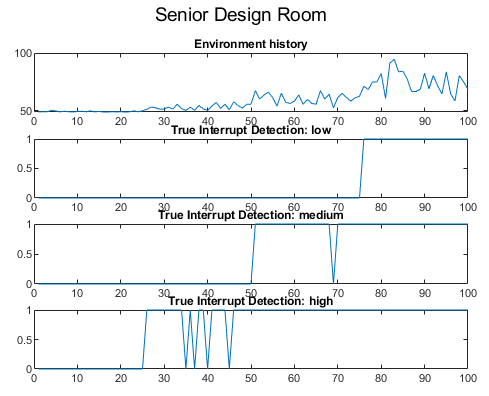 Senior Design Room
Environment history
100
50
0 10 20 30 40 50 60 70 80 90 100
True Interrupt Detection: low
1
0.5
0
0 10 20 30 40 50 60 70 80 90 100
True Interrupt Detection: medium
1
0.5
0
0 10 20 30 40 50 60 70 80 90 100
True Interrupt Detection: high
1
0.5
0
0 10 20 30 40 50 60 70 80 90 100